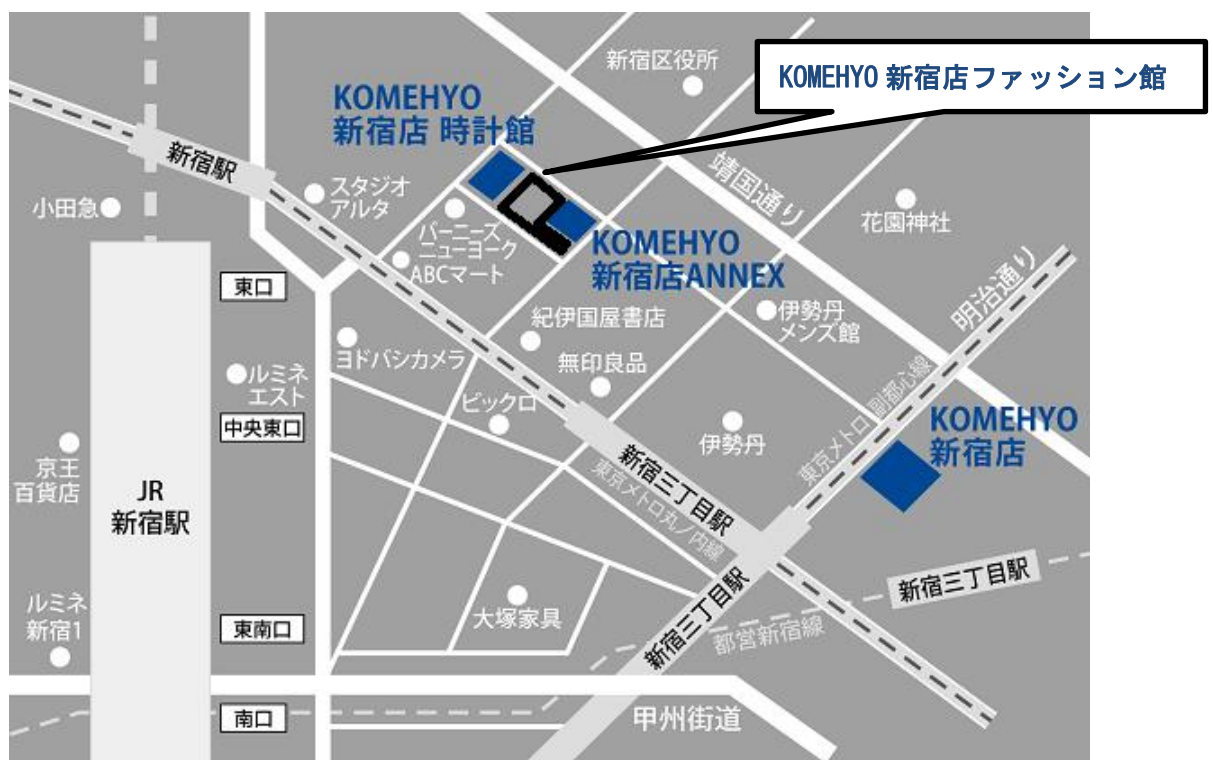 新宿区役所
KOMEHYO 新宿店ファッション館
KOMEHYO
新宿店 時計館
新宿駅
スタジオ
アルタ
小田急
靖国通り
花園神社
バーニーズ
ニューヨーク
ABCマート
KOMEHYO
新宿店ANNEX
明治通り
東口
紀伊国屋書店
伊勢丹
メンズ館
ヨドバシカメラ
無印良品
ルミネ
エスト
ビックロ
中央東口
伊勢丹
東京メトロ 副都心線
KOMEHYO
新宿店
京王
百貨店
JR
新宿駅
新宿三丁目駅
東京メトロ丸ノ内線
新宿三丁目駅
新宿三丁目駅
都営新宿線
大塚家具
ルミネ
新宿1
東南口
南口
甲州街道